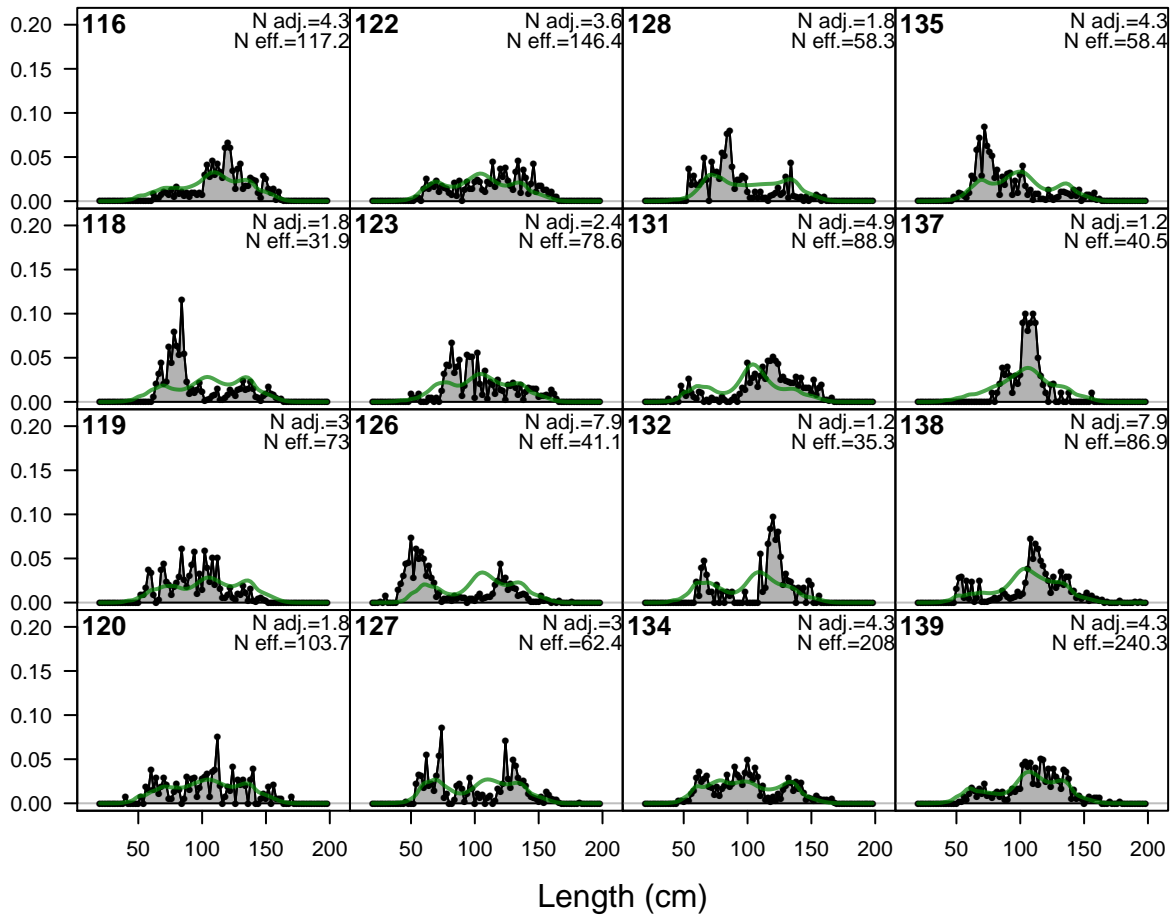 0.20 116 N adj.=4.3 122 N adj.=3.6 128 N adj.=1.8 135 N adj.=4.3
N eff.=117.2 N eff.=146.4 N eff.=58.3 N eff.=58.4
0.15
0.10
0.05
0.00
0.20 118 N adj.=1.8 123 N adj.=2.4 131 N adj.=4.9 137 N adj.=1.2
N eff.=31.9 N eff.=78.6 N eff.=88.9 N eff.=40.5
0.15
0.10
0.05
0.00
0.20 119 N adj.=3 126 N adj.=7.9 132 N adj.=1.2 138 N adj.=7.9
N eff.=73 N eff.=41.1 N eff.=35.3 N eff.=86.9
0.15
0.10
0.05
0.00
0.20 120 N adj.=1.8 127 N adj.=3 134 N adj.=4.3 139 N adj.=4.3
N eff.=103.7 N eff.=62.4 N eff.=208 N eff.=240.3
0.15
0.10
0.05
0.00
50 100 150 200 50 100 150 200 50 100 150 200 50 100 150 200
Length (cm)